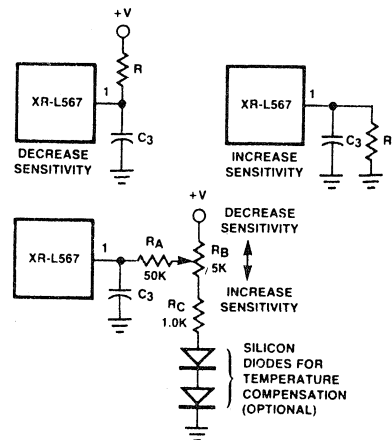 +V
R
XR-L567
1
C3
DECREASE
SENSITIVITY
XR-L567
1
C3
R
INCREASE
SENSITIVITY
+V
DECREASE
SENSITIVITY
XR-L567
1
RA
50K
RB
5K
C3
INCREASE
SENSITIVITY
RC
1.0K
SILICON
DIODES FOR
TEMPERATURE
COMPENSATION
(OPTIONAL)